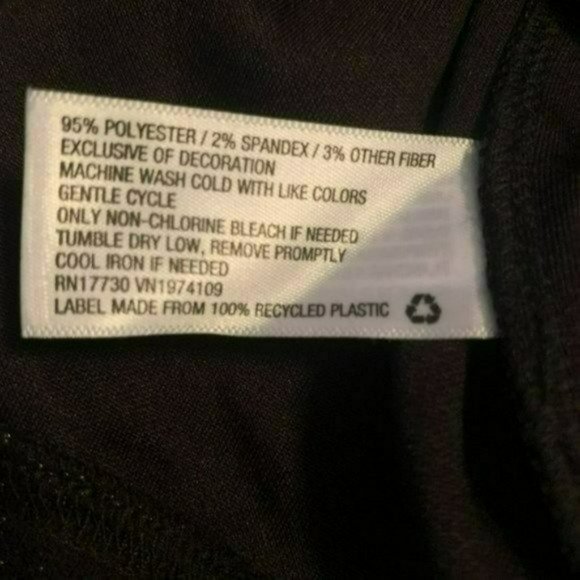 95% POLYESTER / 2% SPANDEX / 3% OTHER FIBER
EXCLUSIVE OF DECORATION
MACHINE WASH COLD WITH LIKE COLORS
GENTLE CYCLE
ONLY NON-CHLORINE BLEACH IF NEEDED
TUMBLE DRY LOW, REMOVE PROMPTLY
COOL IRON IF NEEDED
RN17730 VN1974109
LABEL MADE FROM 100% RECYCLED PLASTIC